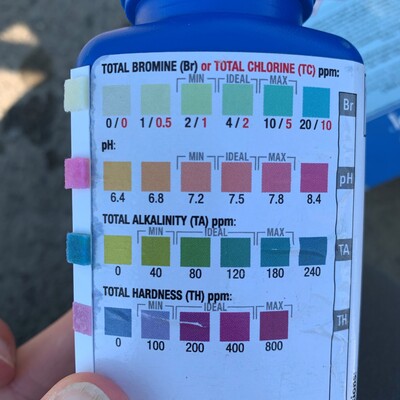 TOTAL BROMINE (Br) or TOTAL CHLORINE (TC) ppm:
MIN IDEAL MAX
0 / 0 1 / 0.5 2 / 1 4 / 2 10 / 5 20 / 10
Br
pH:
MIN IDEAL MAX
6.4 6.8 7.2 7.5 7.8 8.4
pH
TOTAL ALKALINITY (TA) ppm:
MIN IDEAL MAX
0 40 80 120 180 240
TA
TOTAL HARDNESS (TH) ppm:
MIN IDEAL MAX
0 100 200 400 800
TH